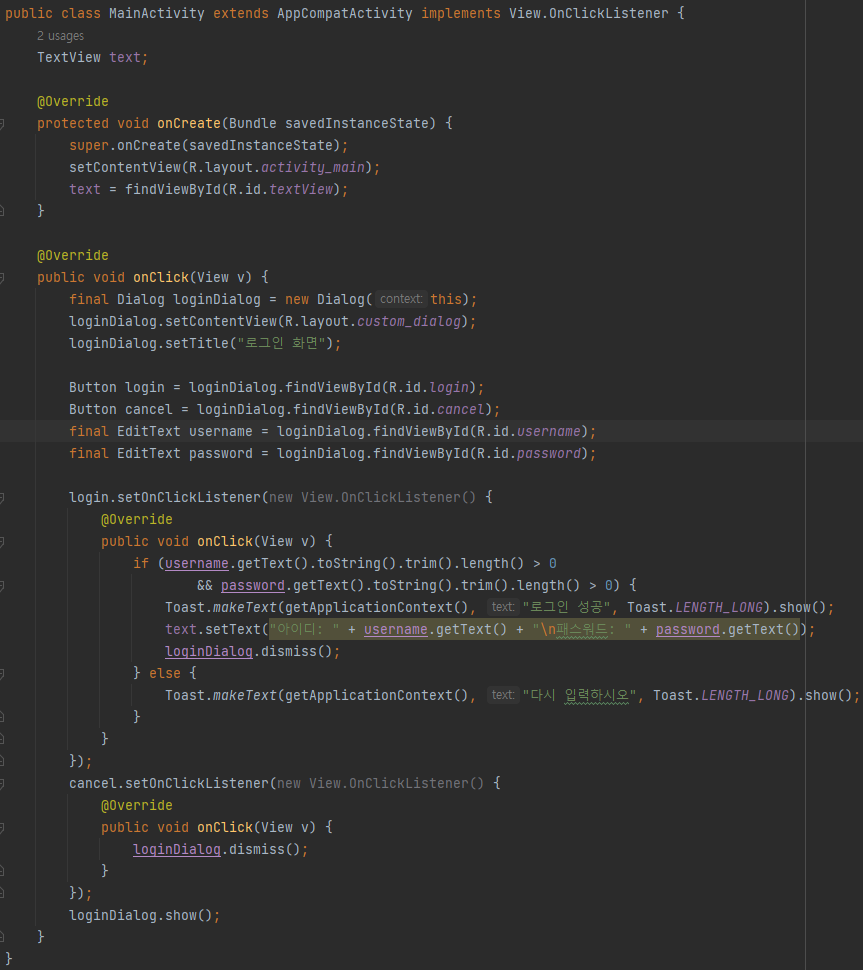 public class MainActivity extends AppCompatActivity implements View.OnClickListener {
2 usages
TextView text;
@Override
protected void onCreate(Bundle savedInstanceState) {
super.onCreate(savedInstanceState);
setContentView(R.layout.activity_main);
text = findViewById(R.id.textView);
}
@Override
public void onClick(View v) {
final Dialog loginDialog = new Dialog( context: this);
loginDialog.setContentView(R.layout.custom_dialog);
loginDialog.setTitle("로그인 화면");
Button login = loginDialog.findViewById(R.id.login);
Button cancel = loginDialog.findViewById(R.id.cancel);
final EditText username = loginDialog.findViewById(R.id.username);
final EditText password = loginDialog.findViewById(R.id.password);
login.setOnClickListener(new View.OnClickListener() {
@Override
public void onClick(View v) {
if (username.getText().toString().trim().length() > 0
&& password.getText().toString().trim().length() > 0) {
Toast.makeText(getApplicationContext(), text: "로그인 성공", Toast.LENGTH_LONG).show();
text.setText("아이디: " + username.getText() + "\n패스워드: " + password.getText());
loginDialog.dismiss();
} else {
Toast.makeText(getApplicationContext(), text: "다시 입력하시오", Toast.LENGTH_LONG).show();
}
}
});
cancel.setOnClickListener(new View.OnClickListener() {
@Override
public void onClick(View v) {
loginDialog.dismiss();
}
});
loginDialog.show();
}
}